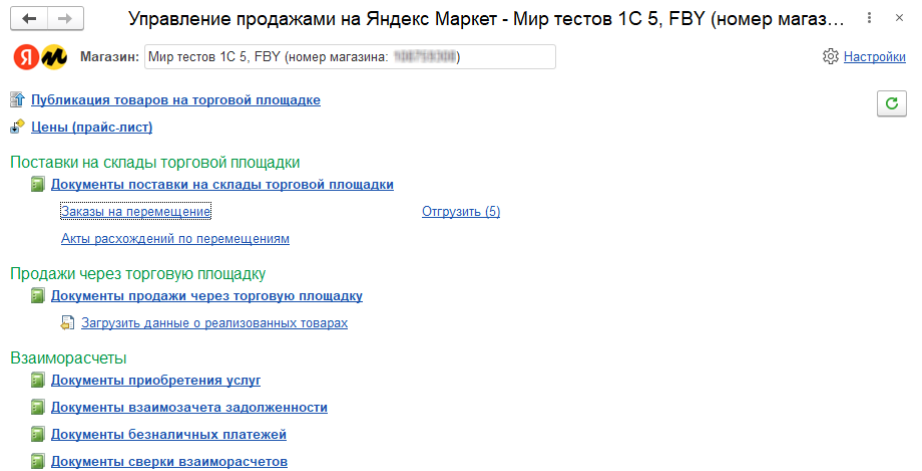 Управление продажами на Яндекс Маркет - Мир тестов 1С 5, FBY (номер магаз...
Я М Магазин: Мир тестов 1С 5, FBY (номер магазина: ) Настройки
Публикация товаров на торговой площадке
Цены (прайс-лист)
Поставки на склады торговой площадки
Документы поставки на склады торговой площадки
Заказы на перемещение Отгрузить (5)
Акты расхождений по перемещениям
Продажи через торговую площадку
Документы продажи через торговую площадку
Загрузить данные о реализованных товарах
Взаиморасчеты
Документы приобретения услуг
Документы взаимозачета задолженности
Документы безналичных платежей
Документы сверки взаиморасчетов